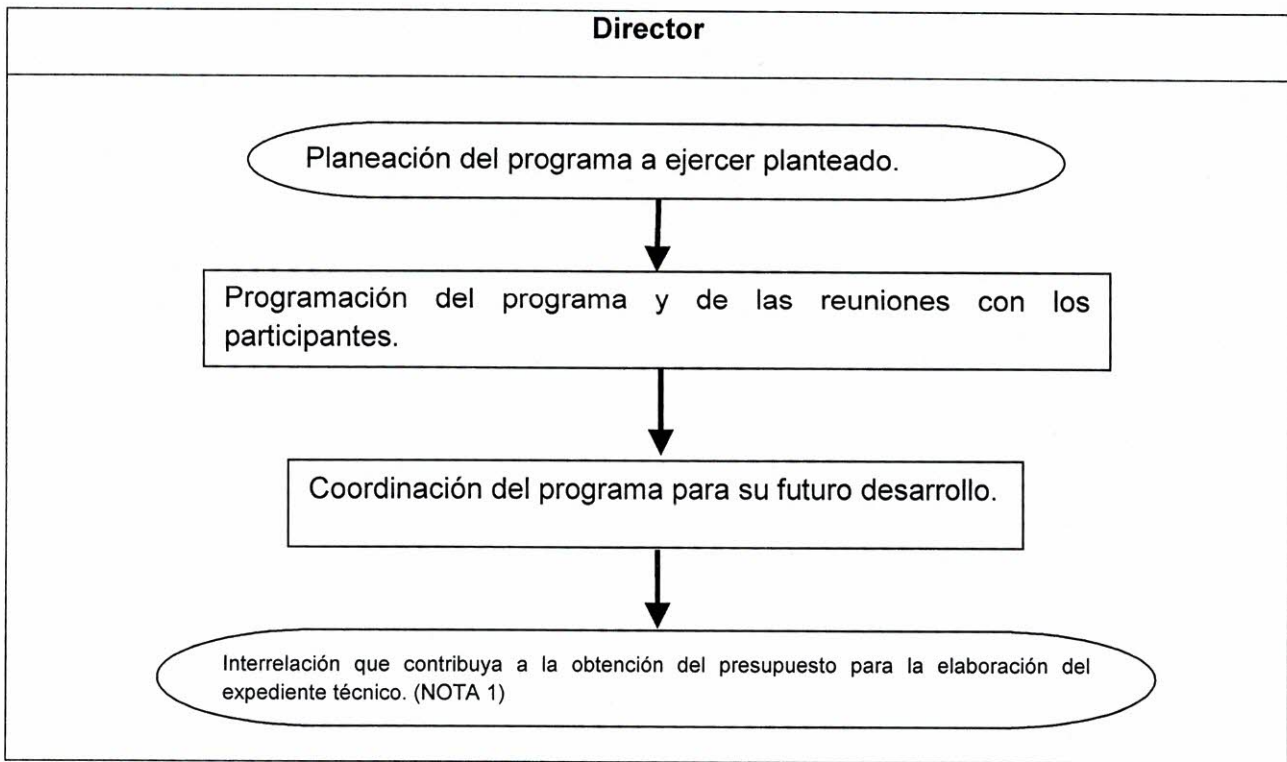 Director
Planeación del programa a ejercer planteado.
Programación del programa y de las reuniones con los
participantes.
Coordinación del programa para su futuro desarrollo.
Interrelación que contribuya a la obtención del presupuesto para la elaboración del
expediente técnico. (NOTA 1)